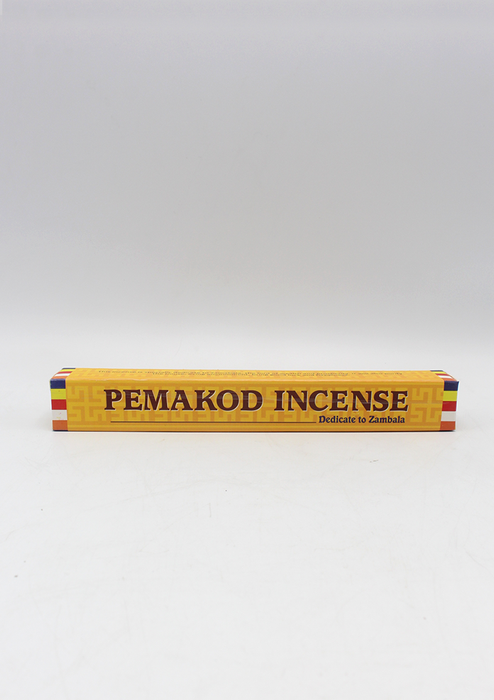 PEMAKOD INCENSE
Dedicate to Zambala